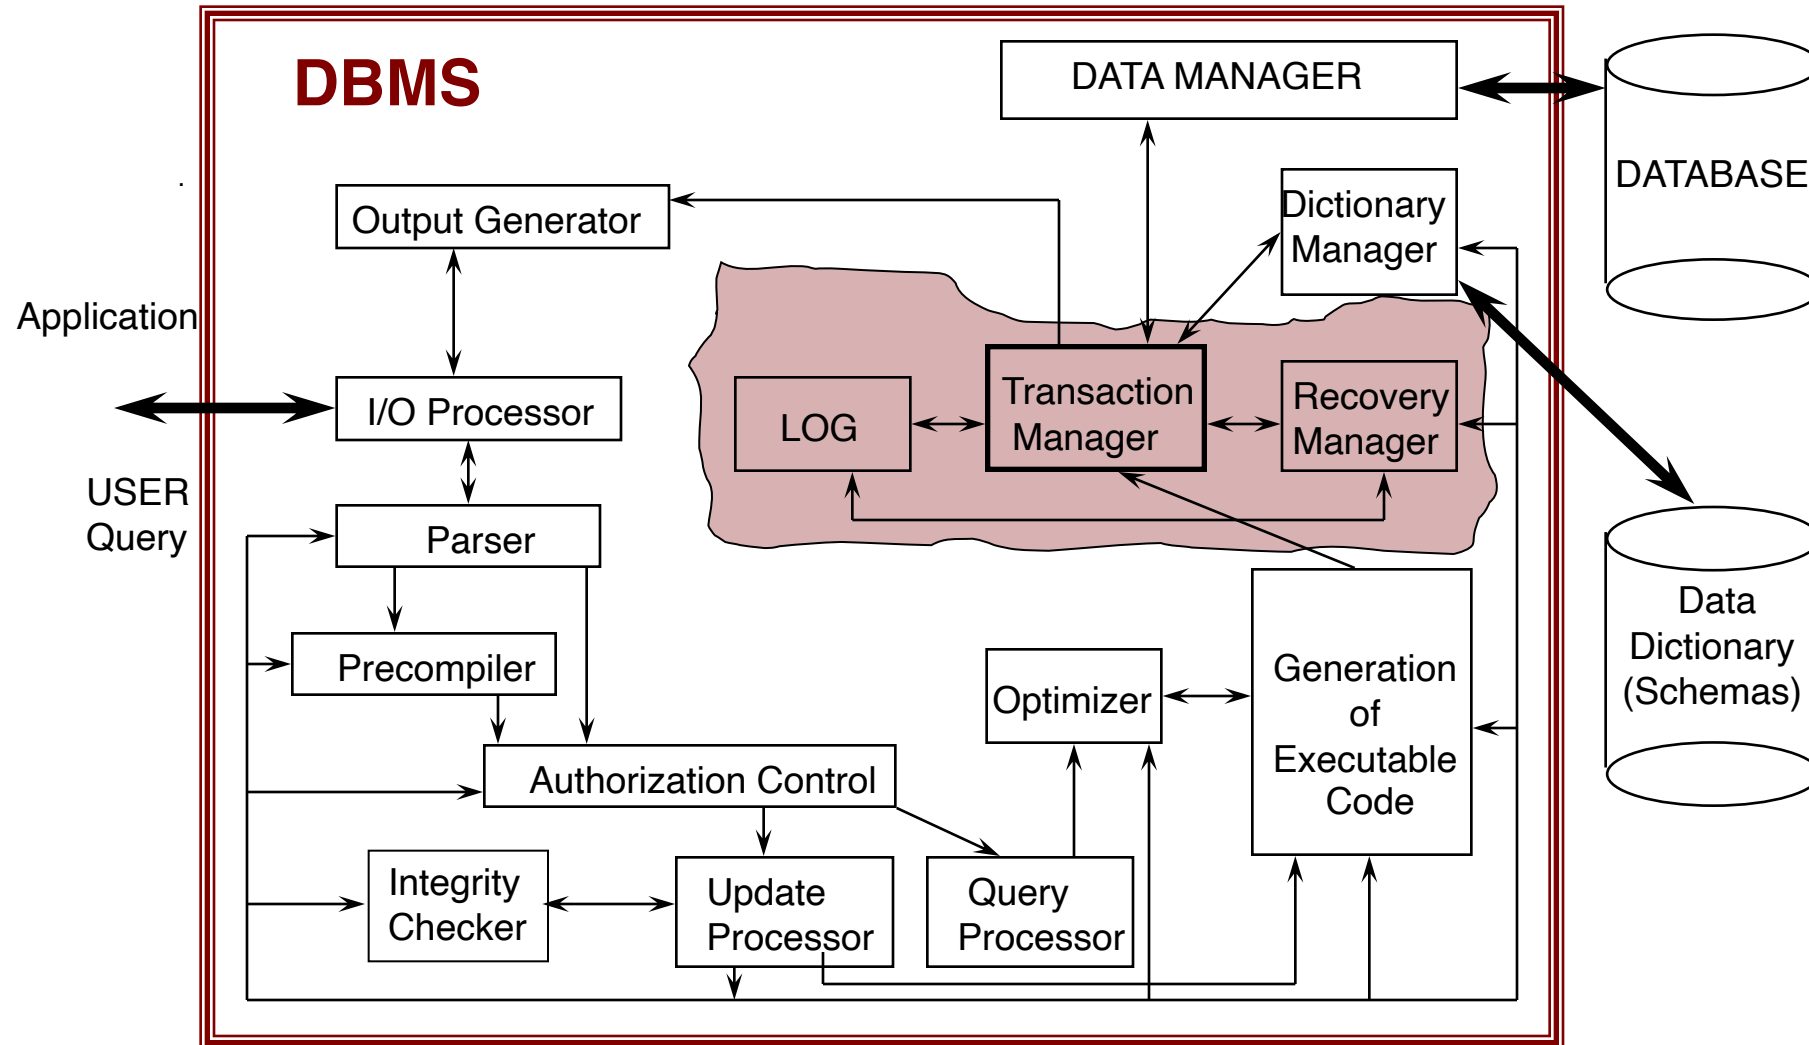 DBMS
DATA MANAGER
DATABASE
Output Generator
Dictionary
Manager
Application
I/O Processor
LOG
Transaction
Manager
Recovery
Manager
USER
Query
Parser
Precompiler
Optimizer
Generation
of
Executable
Code
Data
Dictionary
(Schemas)
Authorization Control
Integrity
Checker
Update
Processor
Query
Processor